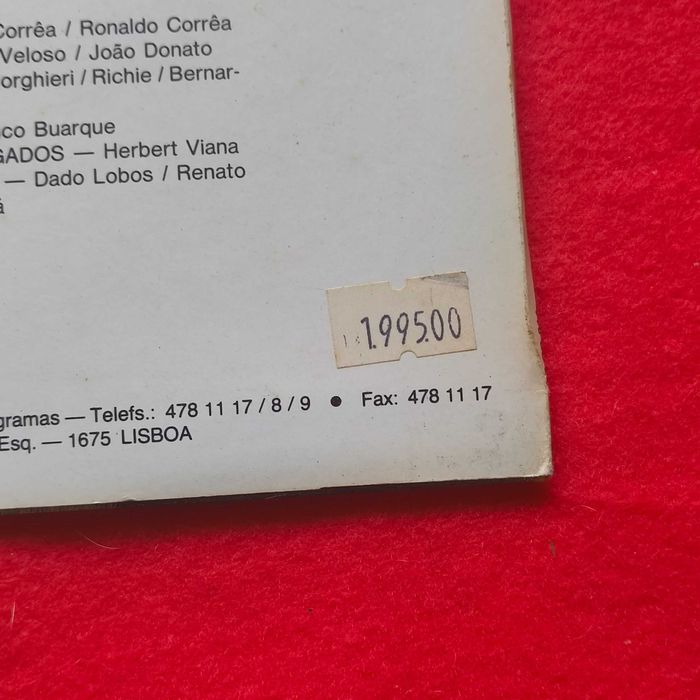 Corrêa / Ronaldo Corrêa
Veloso / João Donato
orghieri / Richie / Bernar-
co Buarque
GADOS — Herbert Viana
— Dado Lobos / Renato
á
1.995.00
gramas — Telefs.: 478 11 17 / 8 / 9 ● Fax: 478 11 17
Esq. — 1675 LISBOA